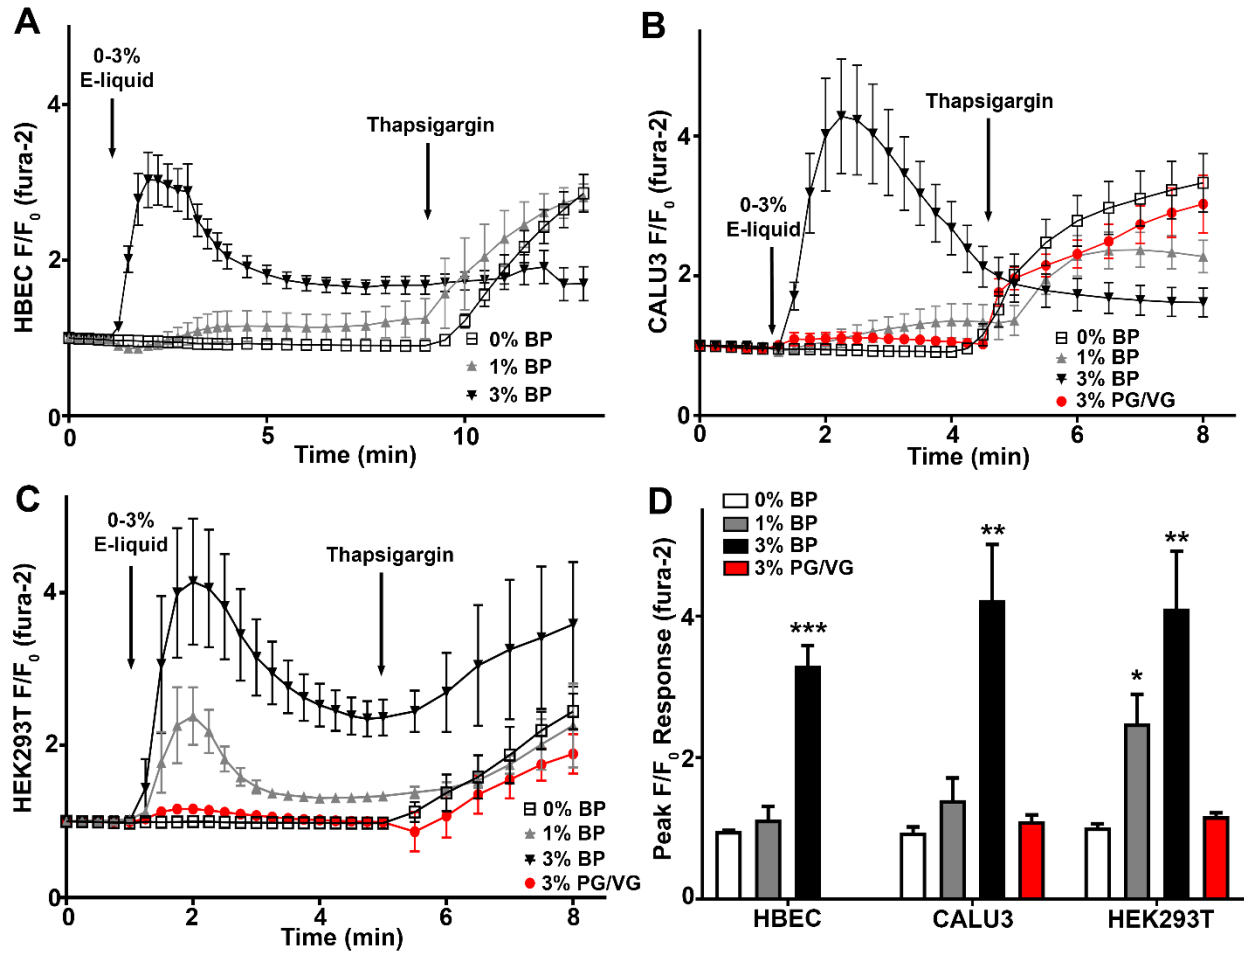 A
HBEC F/F0 (fura-2)
4
2
0
0-3%
E-liquid
Thapsigargin
0% BP
1% BP
3% BP
0
5
10
Time (min)
B
CALU3 F/F0 (fura-2)
4
2
0
0-3%
E-liquid
Thapsigargin
0% BP
1% BP
3% BP
3% PG/VG
0
2
4
6
8
Time (min)
C
HEK293T F/F0 (fura-2)
4
2
0
0-3%
E-liquid
Thapsigargin
0% BP
1% BP
3% BP
3% PG/VG
0
2
4
6
8
Time (min)
D
0% BP
1% BP
3% BP
3% PG/VG
Peak F/F0 Response (fura-2)
4
2
0
***
**
*
**
HBEC
CALU3
HEK293T